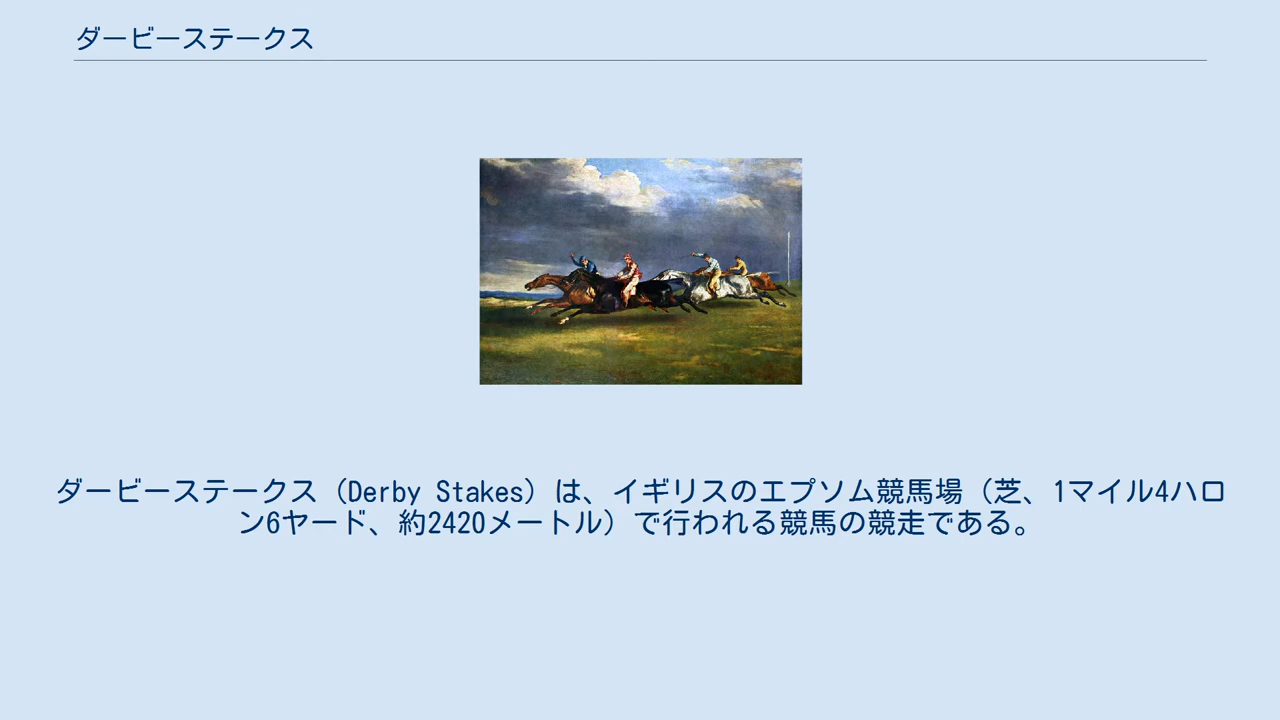 ダービーステークス
ダービーステークス（Derby Stakes）は、イギリスのエプソム競馬場（芝、1マイル4ハロ
ン6ヤード、約2420メートル）で行われる競馬の競走である。